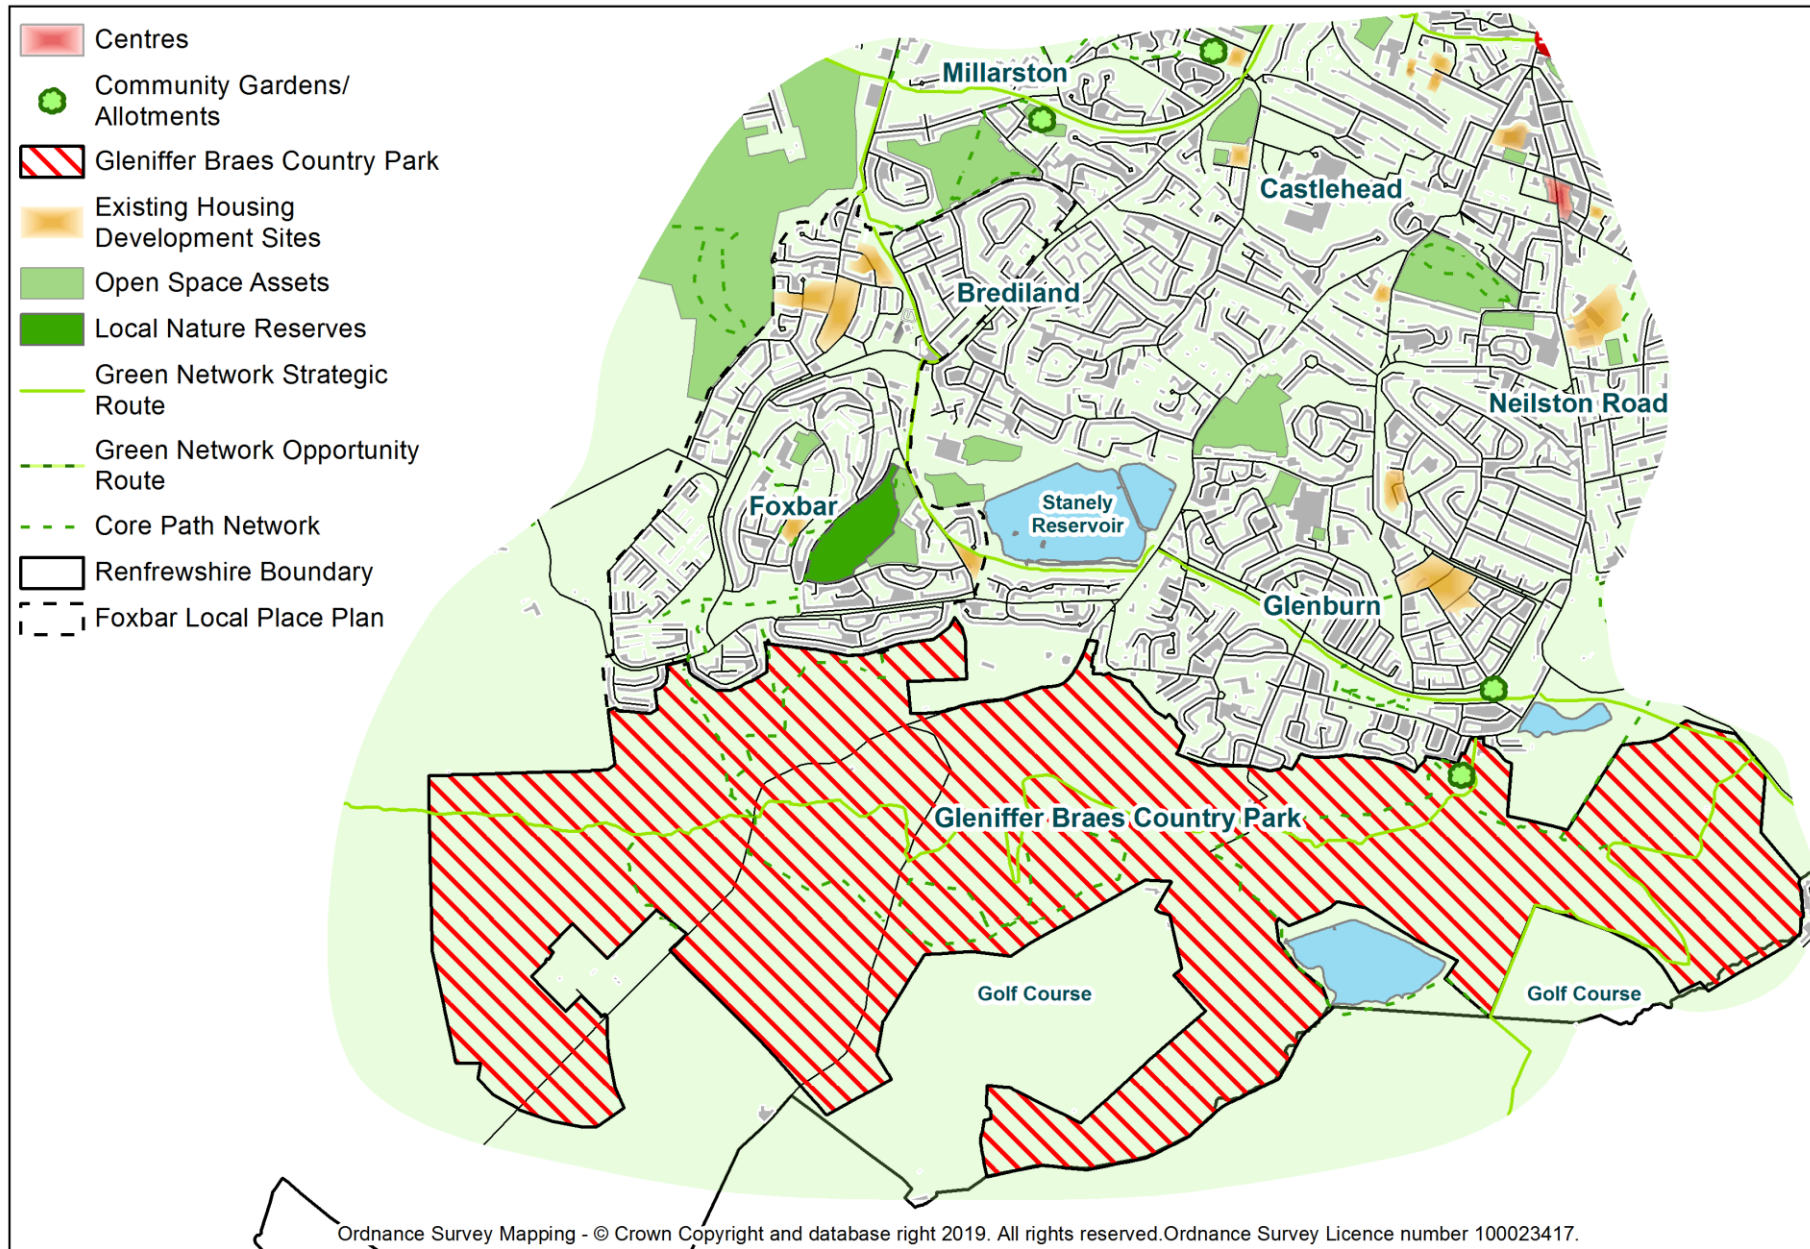 Centres
Community Gardens/
Allotments
Gleniffer Braes Country Park
Existing Housing
Development Sites
Open Space Assets
Local Nature Reserves
Green Network Strategic
Route
Green Network Opportunity
Route
Core Path Network
Renfrewshire Boundary
Foxbar Local Place Plan
Millarston
Castlehead
Brediland
Neilston Road
Foxbar
Stanely
Reservoir
Glenburn
Gleniffer Braes Country Park
Golf Course
Golf Course
Ordnance Survey Mapping - © Crown Copyright and database right 2019. All rights reserved.Ordnance Survey Licence number 100023417.